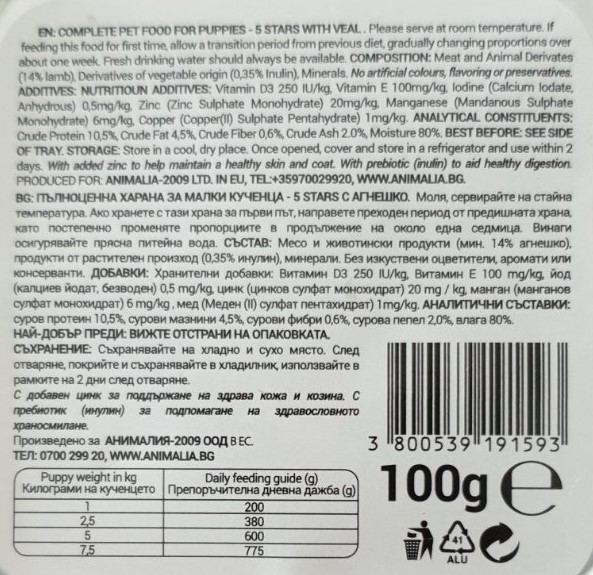 EN: COMPLETE PET FOOD FOR PUPPIES - 5 STARS WITH VEAL. Please serve at room temperature. If
feeding this food for first time, allow a transition period from previous diet, gradually changing proportions over
about one week. Fresh drinking water should always be available. COMPOSITION: Meat and Animal Derivates
(14% lamb), Derivatives of vegetable origin (0,35% Inulin), Minerals. No artificial colours, flavoring or preservatives.
ADDITIVES: NUTRITIOUN ADDITIVES: Vitamin D3 250 IU/kg, Vitamin E 100mg/kg, Iodine (Calcium Iodate,
Anhydrous) 0,5mg/kg, Zinc (Zinc Sulphate Monohydrate) 20mg/kg, Manganese (Mandanous Sulphate
Monohydrate) 6mg/kg, Copper (Copper(II) Sulphate Pentahydrate) 1mg/kg. ANALYTICAL CONSTITUENTS:
Crude Protein 10,5%, Crude Fat 4,5%, Crude Fiber 0,6%, Crude Ash 2.0%, Moisture 80%. BEST BEFORE: SEE SIDE
OF TRAY. STORAGE: Store in a cool, dry place. Once opened, cover and store in a refrigerator and use within 2
days. With added zinc to help maintain a healthy skin and coat. With prebiotic (inulin) to aid healthy digestion.
PRODUCED FOR: ANIMALIA-2009 LTD. IN EU, TEL:+35970029920, WWW.ANIMALIA.BG.
BG: ПЪЛНОЦЕННА ХАРАНА ЗА МАЛКИ КУЧЕНЦА - 5 STARS С АГНЕШКО. Моля, сервирайте на стайна
температура. Ако хранете с тази храна за първи път, направете преходен период от предишната храна,
като постепенно променяте пропорциите в продължение на около една седмица. Винаги
осигурявайте прясна питейна вода. СЪСТАВ: Месо и животински продукти (мин. 14% агнешко),
продукти от растителен произход (0,35% инулин), минерали. Без изкуствени оцветители, аромати или
консерванти. ДОБАВКИ: Хранителни добавки: Витамин D3 250 IU/kg, Витамин Е 100 mg/kg, йод
(калциев йодат, безводен) 0,5 mg/kg, цинк (цинков сулфат монохидрат) 20 mg / kg, манган (манганов
сулфат монохидрат) 6 mg/kg , мед (Меден (II) сулфат пентахидрат) 1mg/kg. АНАЛИТИЧНИ СЪСТАВКИ:
суров протеин 10,5%, сурови мазнини 4,5%, сурови фибри 0,6%, сурова пепел 2,0%, влага 80%.
НАЙ-ДОБЪР ПРЕДИ: ВИЖТЕ ОТСТРАНИ НА ОПАКОВКАТА.
СЪХРАНЕНИЕ: Съхранявайте на хладно и сухо място. След
отваряне, покрийте и съхранявайте в хладилник, използвайте в
рамките на 2 дни след отваряне.
С добавен цинк за поддържане на здрава кожа и козина. С
пребиотик (инулин) за подпомагане на здравословното
храносмилане.
Произведено за АНИМАЛИЯ-2009 ООД В ЕС.
ТЕЛ: 0700 299 20, WWW.ANIMALIA.BG
3 800539 191593
Puppy weight in kg Daily feeding guide (g)
Килограми на кученцето Препоръчителна дневна дажба (g)
1 200
2,5 380
5 600
7,5 775
100g e
41
ALU